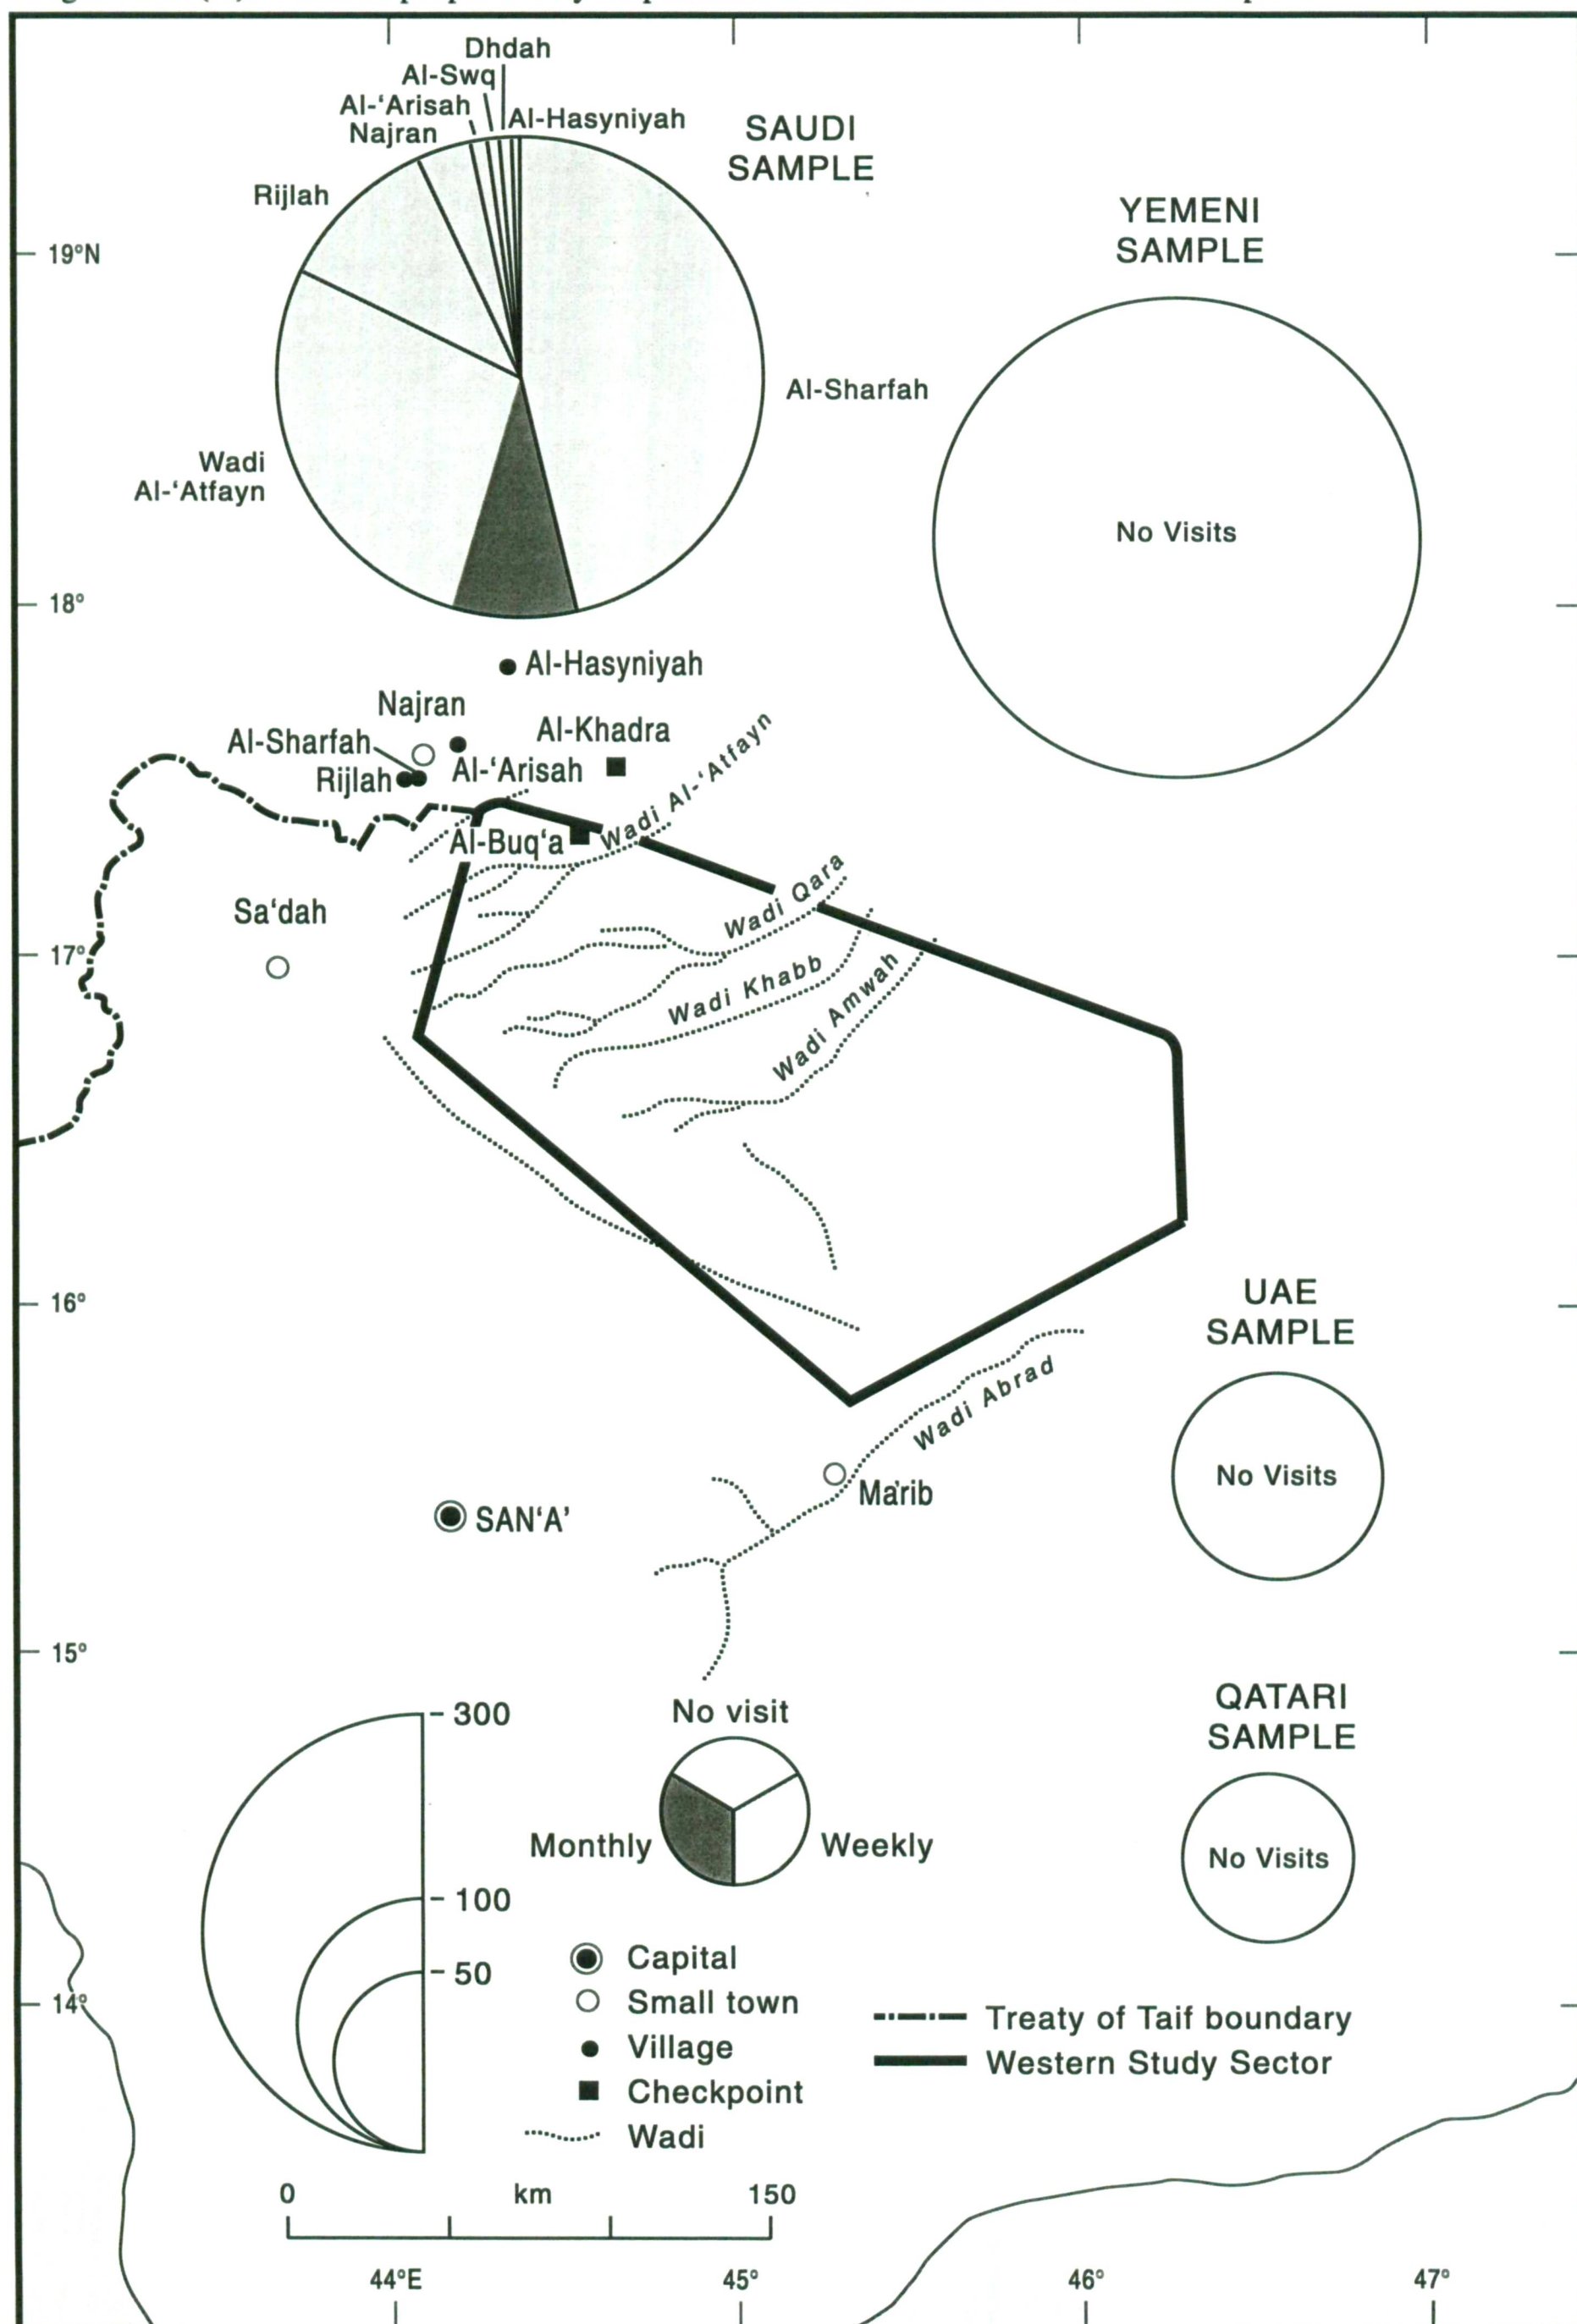 Dhdah
Al-Swq
Al-‘Arisah
Al-Hasyniyah
Najran
SAUDI
SAMPLE
Rijlah
YEMENI
SAMPLE
19°N
Al-Sharfah
Wadi
Al-‘Atfayn
No Visits
18°
Al-Hasyniyah
Najran
Al-Khadra
Al-Sharfah
Al-‘Arisah
Rijlah
Wadi Al-‘Atfayn
Al-Buq‘a
Wadi Qara
Sa‘dah
17°
Wadi Khabb
Wadi Amwah
16°
UAE
SAMPLE
Wadi Abrad
No Visits
Ma'rib
SAN‘A’
15°
QATARI
SAMPLE
No visit
300
Monthly
Weekly
No Visits
100
50
Capital
14°
Small town
Treaty of Taif boundary
Village
Western Study Sector
Checkpoint
Wadi
0 km 150
44°E 45° 46° 47°